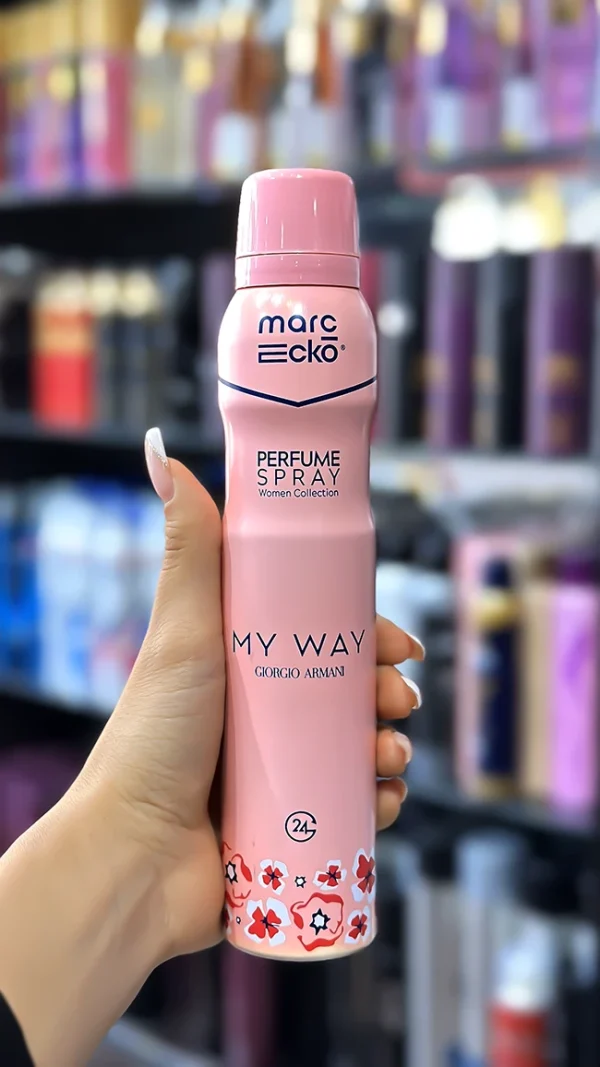 marc
ecko®
PERFUME
SPRAY
Women Collection
MY WAY
GIORGIO ARMANI
24